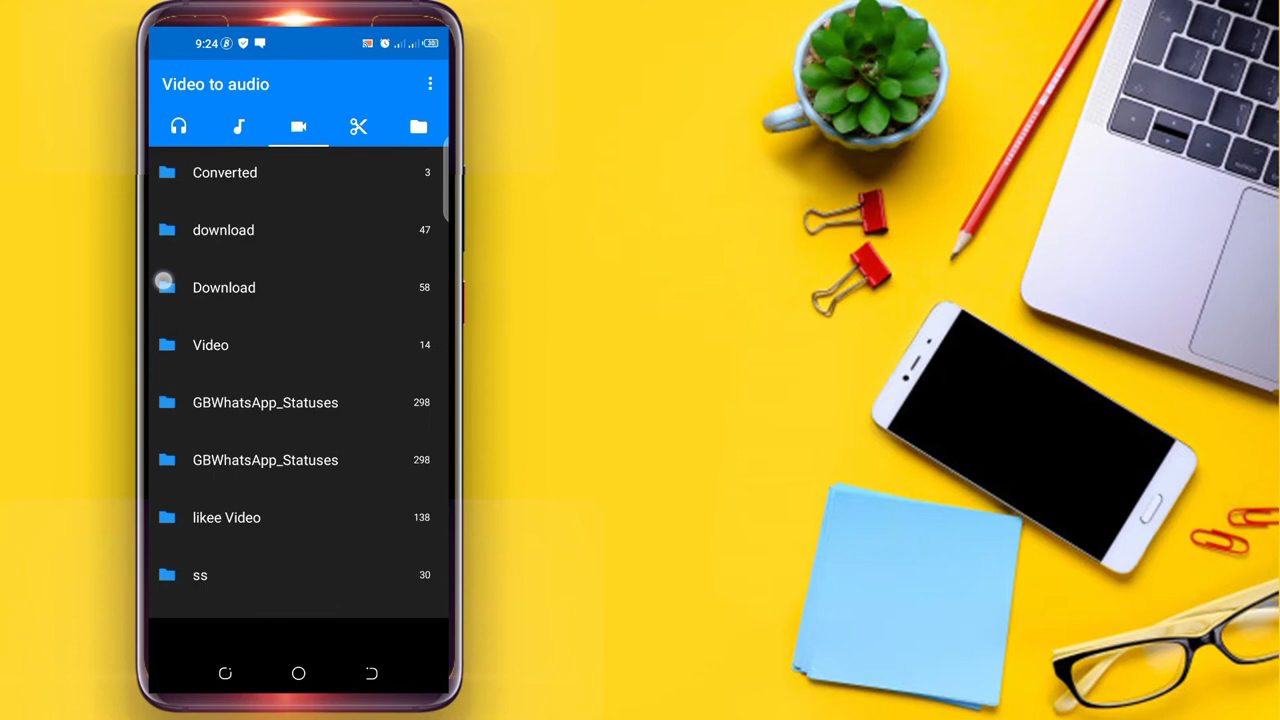 9:24
30
Video to audio
Converted 3
download 47
Download 58
Video 14
GBWhatsApp_Statuses 298
GBWhatsApp_Statuses 298
likee Video 138
ss 30